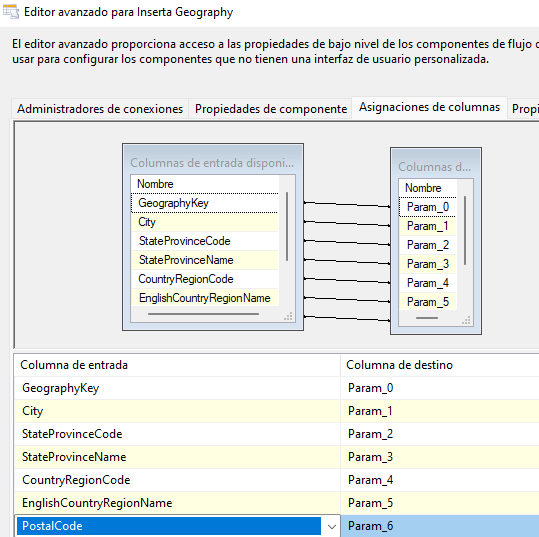 Editor avanzado para Inserta Geography
El editor avanzado proporciona acceso a las propiedades de bajo nivel de los componentes de flujo
usar para configurar los componentes que no tienen una interfaz de usuario personalizada.
Administradores de conexiones Propiedades de componente Asignaciones de columnas Propi
Columnas de entrada disponi... Columnas d...
Nombre Nombre
GeographyKey Param_0
City Param_1
StateProvinceCode Param_2
StateProvinceName Param_3
CountryRegionCode Param_4
EnglishCountryRegionName Param_5
Columna de entrada Columna de destino
GeographyKey Param_0
City Param_1
StateProvinceCode Param_2
StateProvinceName Param_3
CountryRegionCode Param_4
EnglishCountryRegionName Param_5
PostalCode Param_6